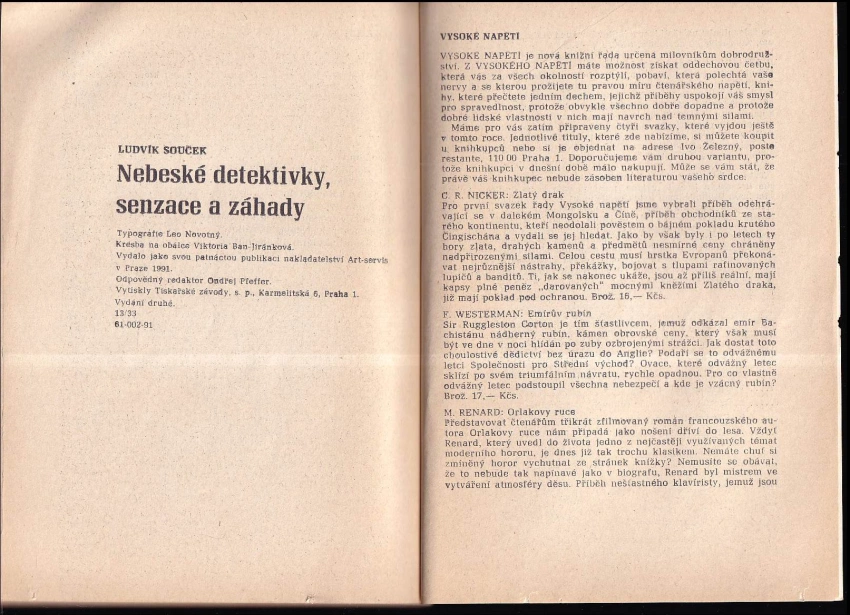 LUDVÍK SOUČEK
Nebeské detektivky,
senzace a záhady
Typografie Leo Novotný.
Kresba na obálce Viktoria Ban-Jiránková.
Vydalo jako svou patnáctou publikaci nakladatelství Art-servis
v Praze 1991.
Odpovědný redaktor Ondřej Pfeffer.
Vytiskly Tiskařské závody, s. p., Karmelitská 6, Praha 1.
Vydání druhé.
13/33
61-002-91
VYSOKÉ NAPĚTÍ
VYSOKÉ NAPĚTÍ je nová knižní řada určená milovníkům dobrodruž-
ství. Z VYSOKÉHO NAPĚTÍ máte možnost získat oddechovou četbu,
která vás za všech okolností rozptýlí, pobaví, která polechtá vaše
nervy a se kterou prožijete tu pravou míru čtenářského napětí, kni-
hy, které přečtete jedním dechem, jejichž příběhy uspokojí váš smysl
pro spravedlnost, protože obvykle všechno dobře dopadne a protože
dobré lidské vlastnosti v nich mají navrch nad temnými silami.
Máme pro vás zatím připraveny čtyři svazky, které vyjdou ještě
v tomto roce. Jednotlivé tituly, které zde nabízíme, si můžete koupit
u knihkupců nebo si je objednat na adrese Ivo Železný, poste
restante, 110 00 Praha 1. Doporučujeme vám druhou variantu, pro-
tože knihkupci v dnešní době málo nakupují. Může se vám stát, že
právě váš knihkupec nebude zásoben literaturou vašeho srdce.
C. R. NICKER: Zlatý drak
Pro první svazek řady Vysoké napětí jsme vybrali příběh odehrá-
vající se v dalekém Mongolsku a Číně, příběh obchodníků ze sta-
rého kontinentu, kteří neodolali pověstem o bájném pokladu krutého
Čingischána a vydali se jej hledat. Jako by však byly i po letech ty
hory zlata, drahých kamenů a předmětů nesmírné ceny chráněny
nadpřirozenými silami. Celou cestu musí hrstka Evropanů překoná-
vat nejrůznější nástrahy, překážky, bojovat s tlupami rafinovaných
lupičů a banditů. Ti, jak se nakonec ukáže, jsou až příliš reální, mají
kapsy plné peněz „darovaných" mocnými kněžími Zlatého draka,
již mají poklad pod ochranou. Brož. 16,— Kčs.
F. WESTERMAN: Emírův rubín
Sir Ruggleston Gorton je tím šťastlivcem, jemuž odkázal emír Ba-
chistánu nádherný rubín, kámen obrovské ceny, který však musí
být ve dne v noci hlídán po zuby ozbrojenými strážci. Jak dostat toto
choulostivé dědictví bez úrazu do Anglie? Podaří se to odvážnému
letci Společnosti pro Střední východ? Ovace, které odvážný letec
sklízí po svém triumfálním návratu, rychle opadnou. Pro co vlastně
odvážný letec podstoupil všechna nebezpečí a kde je vzácný rubín?
Brož. 17,— Kčs.
M. RENARD: Orlakovy ruce
Představovat čtenářům třikrát zfilmovaný román francouzského au-
tora Orlakovy ruce nám připadá jako nošení dříví do lesa. Vždyť
Renard, který uvedl do života jedno z nejčastěji využívaných témat
moderního hororu, je dnes již tak trochu klasikem. Nemáte chuť si
zmíněný horor vychutnat ze stránek knížky? Nemusíte se obávat,
že to nebude tak napínavé jako v biografu, Renard byl mistrem ve
vytváření atmosféry děsu. Příběh nešťastného klavíristy, jemuž jsou